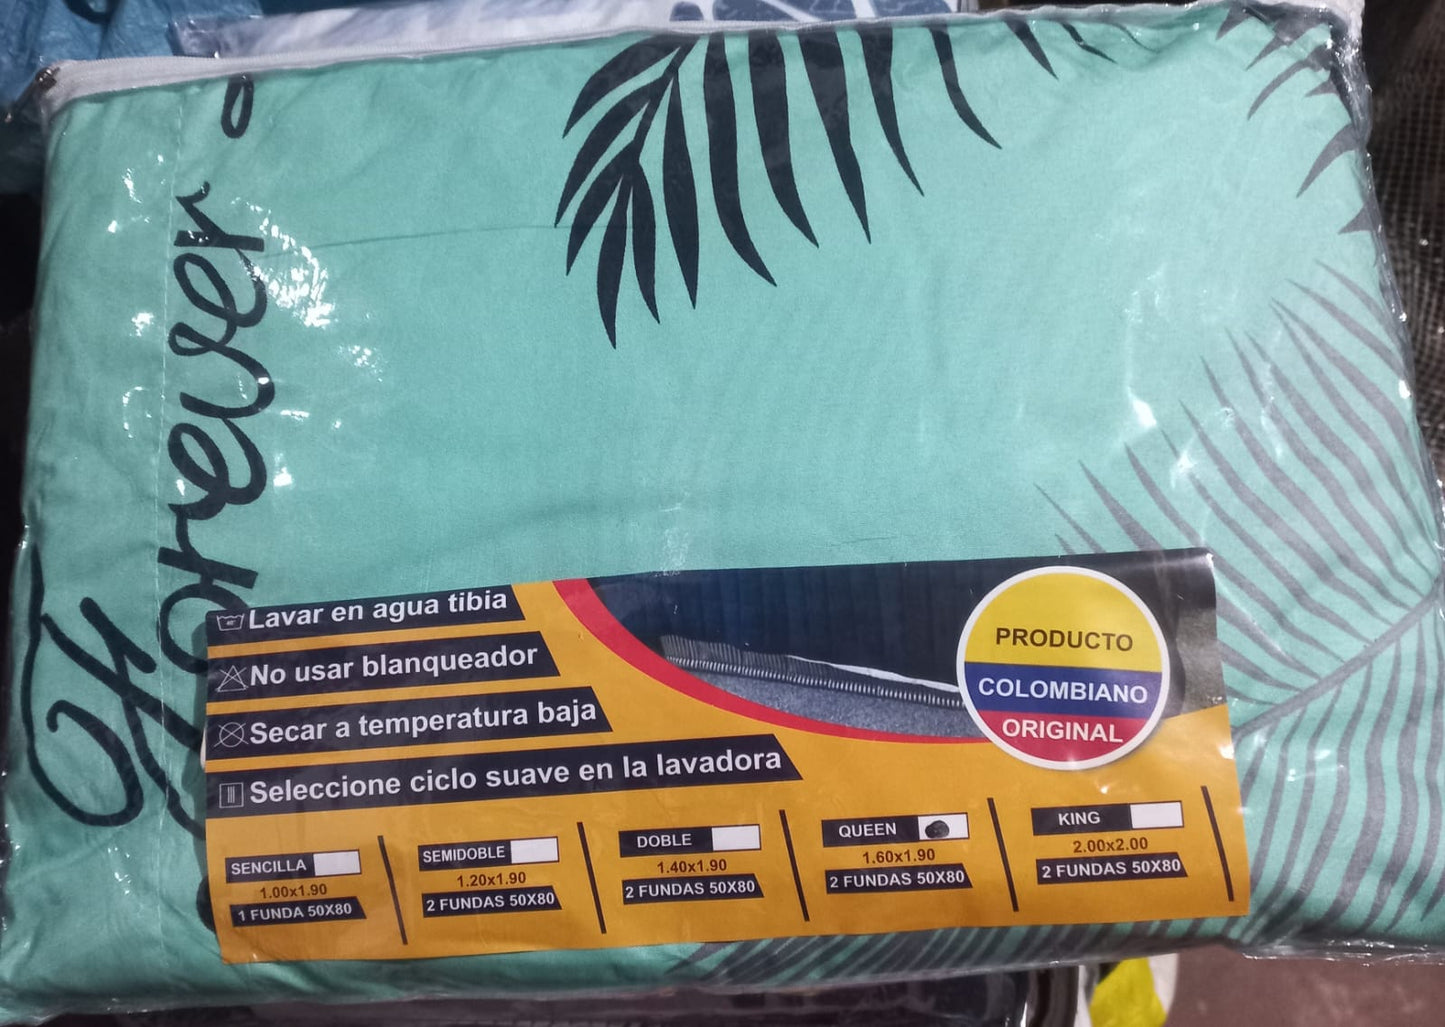 Forever
Lavar en agua tibia
No usar blanqueador
Secar a temperatura baja
Seleccione ciclo suave en la lavadora
PRODUCTO
COLOMBIANO
ORIGINAL
SENCILLA
1.00x1.90
1 FUNDA 50X80
SEMIDOBLE
1.20x1.90
2 FUNDAS 50X80
DOBLE
1.40x1.90
2 FUNDAS 50X80
QUEEN
1.60x1.90
2 FUNDAS 50X80
KING
2.00x2.00
2 FUNDAS 50X80